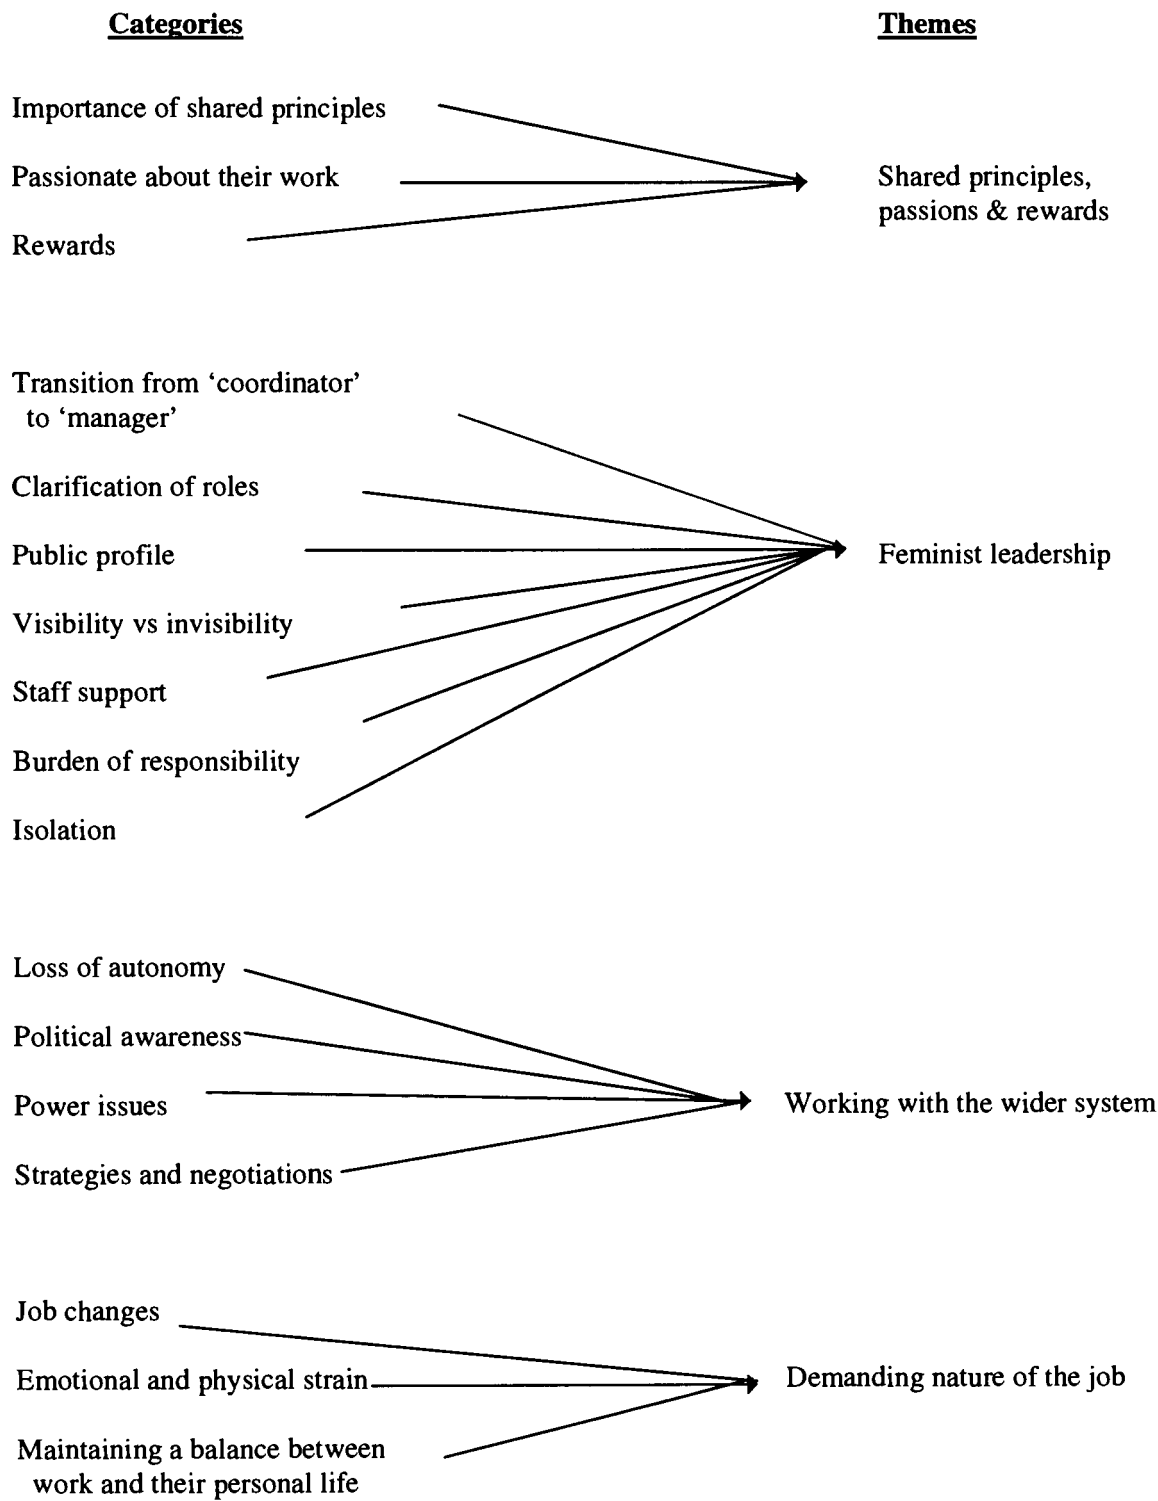 Categories
Themes
Importance of shared principles
Passionate about their work
Shared principles,
passions & rewards
Rewards
Transition from ‘coordinator’
to ‘manager’
Clarification of roles
Public profile
Feminist leadership
Visibility vs invisibility
Staff support
Burden of responsibility
Isolation
Loss of autonomy
Political awareness
Power issues
Working with the wider system
Strategies and negotiations
Job changes
Emotional and physical strain
Demanding nature of the job
Maintaining a balance between
work and their personal life